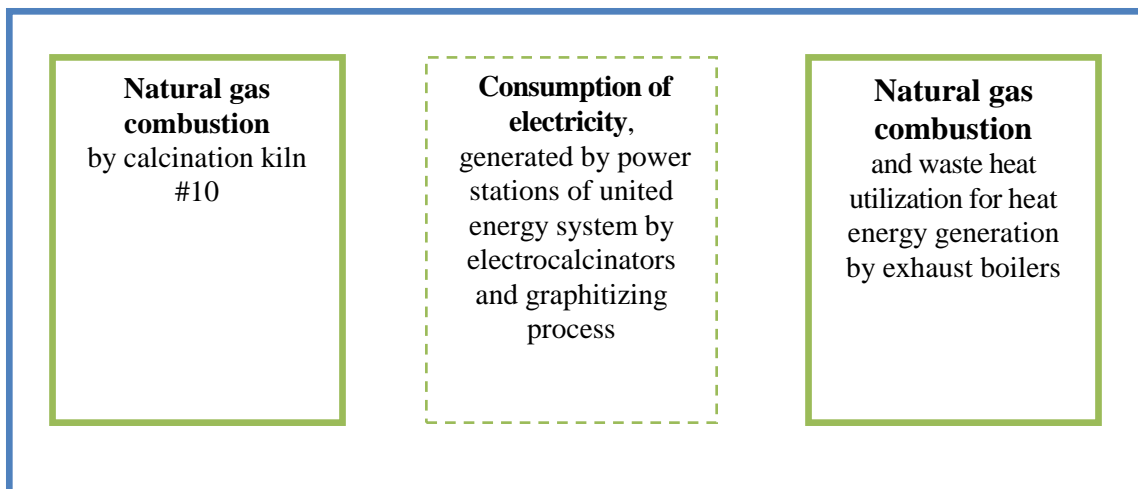 Natural gas
combustion
by calcination kiln
#10
Consumption of
electricity,
generated by power
stations of united
energy system by
electrocalcinators
and graphitizing
process
Natural gas
combustion
and waste heat
utilization for heat
energy generation
by exhaust boilers